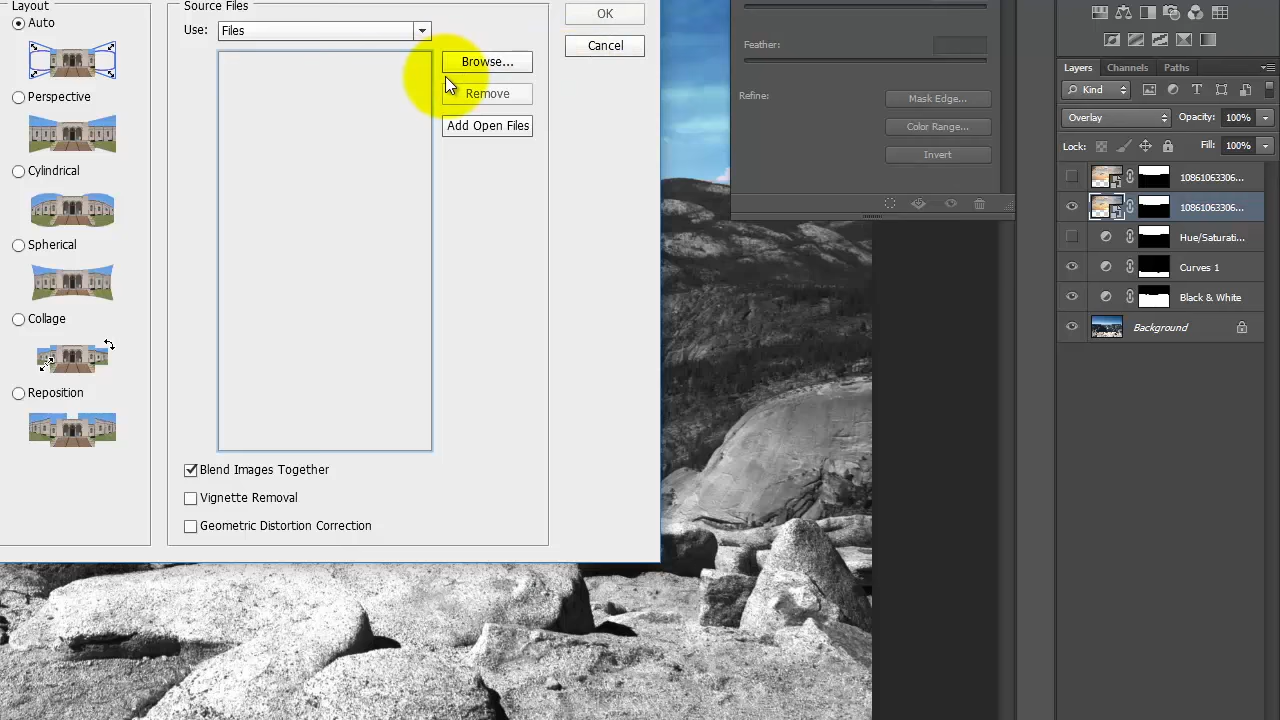 Layout
Auto
Perspective
Cylindrical
Spherical
Collage
Reposition
Source Files
Use: Files
Browse...
Remove
Add Open Files
Blend Images Together
Vignette Removal
Geometric Distortion Correction
OK
Cancel
Feather:
Refine:
Mask Edge...
Color Range...
Invert
Layers Channels Paths
Kind
Overlay Opacity: 100%
Lock: Fill: 100%
10861063306...
10861063306...
Hue/Saturati...
Curves 1
Black & White
Background